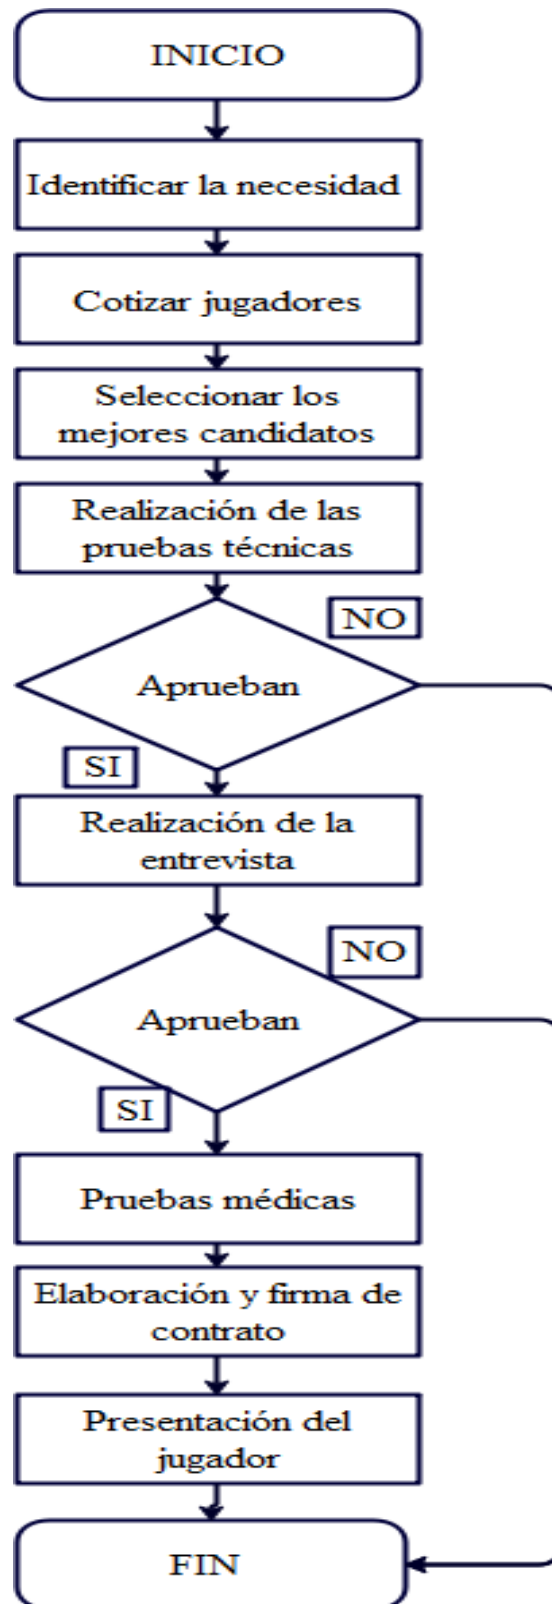 INICIO
Identificar la necesidad
Cotizar jugadores
Seleccionar los
mejores candidatos
Realización de las
pruebas técnicas
NO
Aprueban
SI
Realización de la
entrevista
NO
Aprueban
SI
Pruebas médicas
Elaboración y firma de
contrato
Presentación del
jugador
FIN